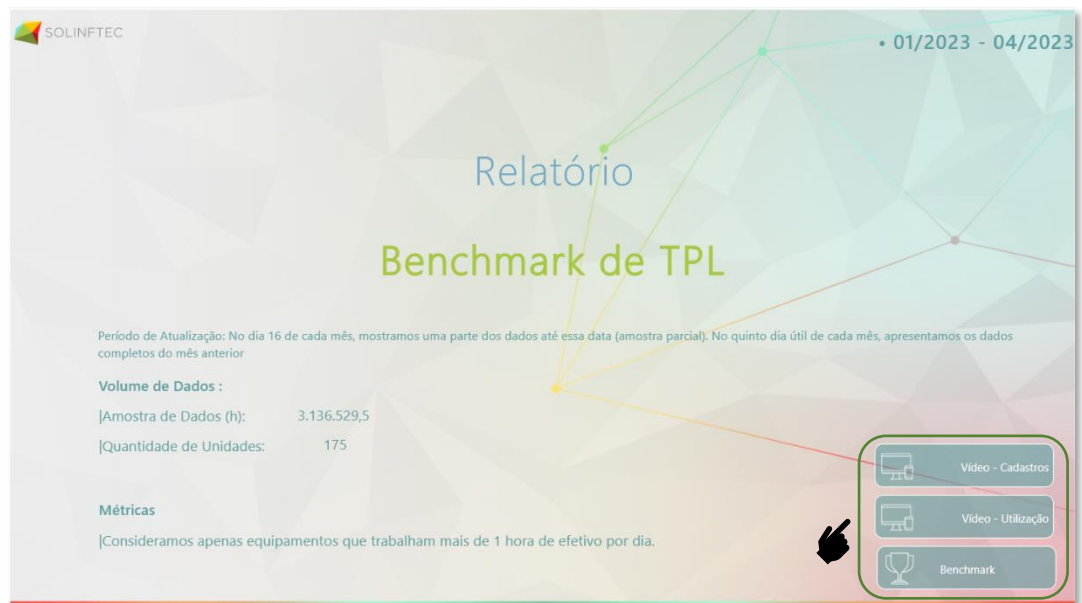 SOLINFTEC
• 01/2023 - 04/2023
Relatório
Benchmark de TPL
Período de Atualização: No dia 16 de cada mês, mostramos uma parte dos dados até essa data (amostra parcial). No quinto dia útil de cada mês, apresentamos os dados
completos do mês anterior
Volume de Dados :
|Amostra de Dados (h): 3.136.529,5
|Quantidade de Unidades: 175
Métricas
|Consideramos apenas equipamentos que trabalham mais de 1 hora de efetivo por dia.
Vídeo - Cadastros
Vídeo - Utilização
Benchmark